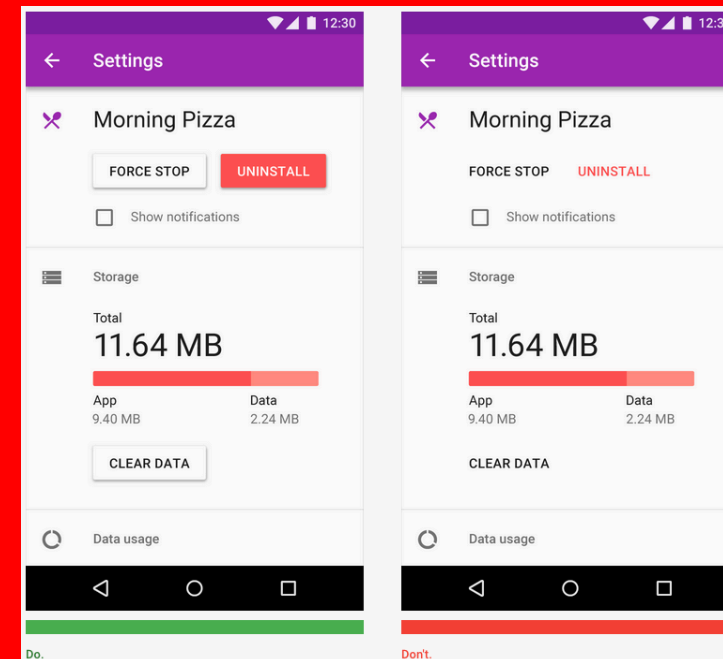 12:30
Settings
Morning Pizza
FORCE STOP UNINSTALL
Show notifications
Storage
Total
11.64 MB
App Data
9.40 MB 2.24 MB
CLEAR DATA
Data usage
Do.
12:3
Settings
Morning Pizza
FORCE STOP UNINSTALL
Show notifications
Storage
Total
11.64 MB
App Data
9.40 MB 2.24 MB
CLEAR DATA
Data usage
Don't.